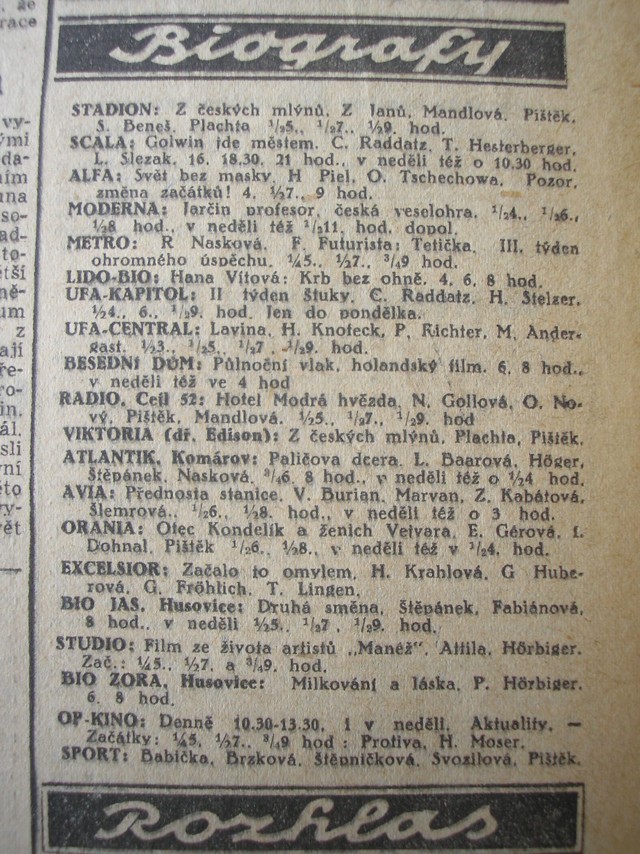 Biografy
STADION: Z českých mlýnů, Z Janů, Mandlová, Pištěk,
S. Beneš, Plachta ½5., ½7., ½9. hod.
SCALA: Golwin jde městem. C. Raddatz, T. Hesterberger,
L. Slezak, 16, 18.30, 21 hod., v neděli též o 10.30 hod.
ALFA: Svět bez masky, H Piel, O. Tschechowa. Pozor,
změna začátků! 4, ½7., 9 hod.
MODERNA: Jarčin profesor, česká veselohra, ½4., ½6.,
½8 hod., v neděli též ½11. hod. dopol.
METRO: R Nasková, F. Futurista: Tetička. III. týden
ohromného úspěchu. ¼5., ½7., ¾9 hod.
LIDO-BIO: Hana Vítová: Krb bez ohně. 4, 6, 8 hod.
UFA-KAPITOL: II týden Štuky, C. Raddatz, H. Stelzer.
½4., 6., ½9. hod. Jen do pondělka.
UFA-CENTRAL: Lavina, H. Knoteck, P. Richter, M. Ander-
gast. ½3., ½5., ½7., ½9. hod.
BESEDNÍ DŮM: Půlnoční vlak, holandský film. 6, 8 hod.,
v neděli též ve 4 hod
RADIO, Cejl 52: Hotel Modrá hvězda, N. Gollová, O. No-
vý, Pištěk, Mandlová. ½5., ½7., ½9. hod
VIKTORIA (dř. Edison): Z českých mlýnů, Plachta, Pištěk.
ATLANTIK, Komárov: Paličova dcera, L. Baarová, Höger,
Štěpánek, Nasková. ¾6, 8 hod., v neděli též o ½4 hod.
AVIA: Přednosta stanice, V. Burian, Marvan, Z. Kabátová,
Šlemrová., ½6., ½8. hod., v neděli též o 3 hod.
ORANIA: Otec Kondelík a ženich Vejvara, E. Gérová, J.
Dohnal, Pištěk ½6., ½8., v neděli též v ½4. hod.
EXCELSIOR: Začalo to omylem, H. Krahlová, G Hube-
rová, G. Fröhlich, T. Lingen,
BIO JAS, Husovice: Druhá směna, Štěpánek, Fabiánová,
8 hod., v neděli ½5., ½7., ½9. hod.
STUDIO: Film ze života artistů „Manéž“, Attila, Hörbiger.
Zač.: ¼5., ½7. a ¾9. hod.
BIO ZORA, Husovice: Milkování a láska, P. Hörbiger.
6, 8 hod.
OP-KINO: Denně 10.30-13.30, i v neděli, Aktuality. —
Začátky: ¼5, ½7., ¾9 hod: Protiva, H. Moser.
SPORT: Babička, Brzková, Štěpničková, Svozilová, Pištěk.
Rozhlas